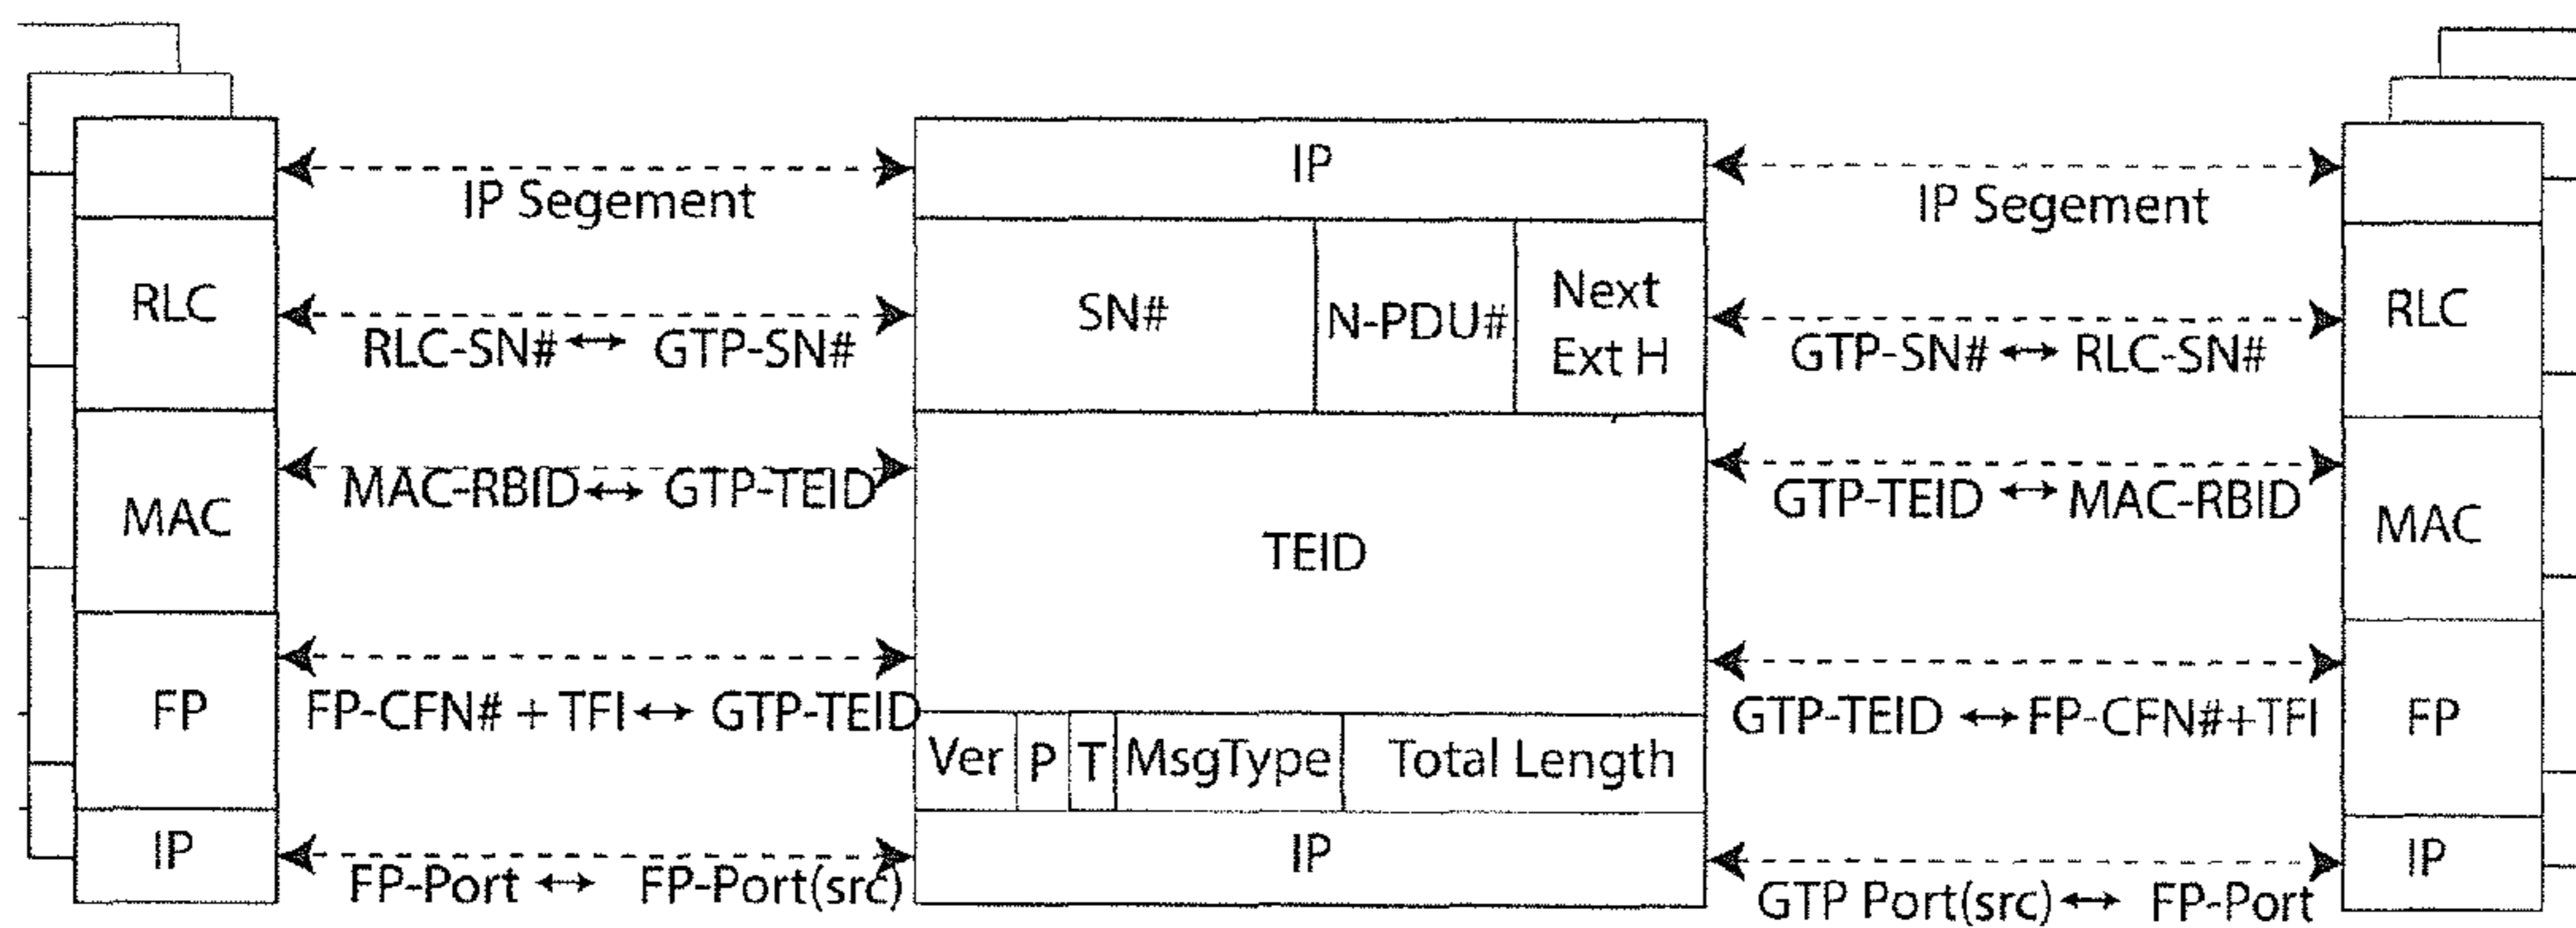 IP
IP Segement
IP Segement
RLC
SN#
N-PDU#
Next
Ext H
RLC
RLC-SN# ↔ GTP-SN#
GTP-SN# ↔ RLC-SN#
MAC
MAC-RBID ↔ GTP-TEID
TEID
GTP-TEID ↔ MAC-RBID
MAC
FP
FP-CFN# + TFI ↔ GTP-TEID
GTP-TEID ↔ FP-CFN#+TFI
FP
Ver P T MsgType Total Length
IP
FP-Port ↔ FP-Port(src)
IP
GTP Port(src) ↔ FP-Port
IP